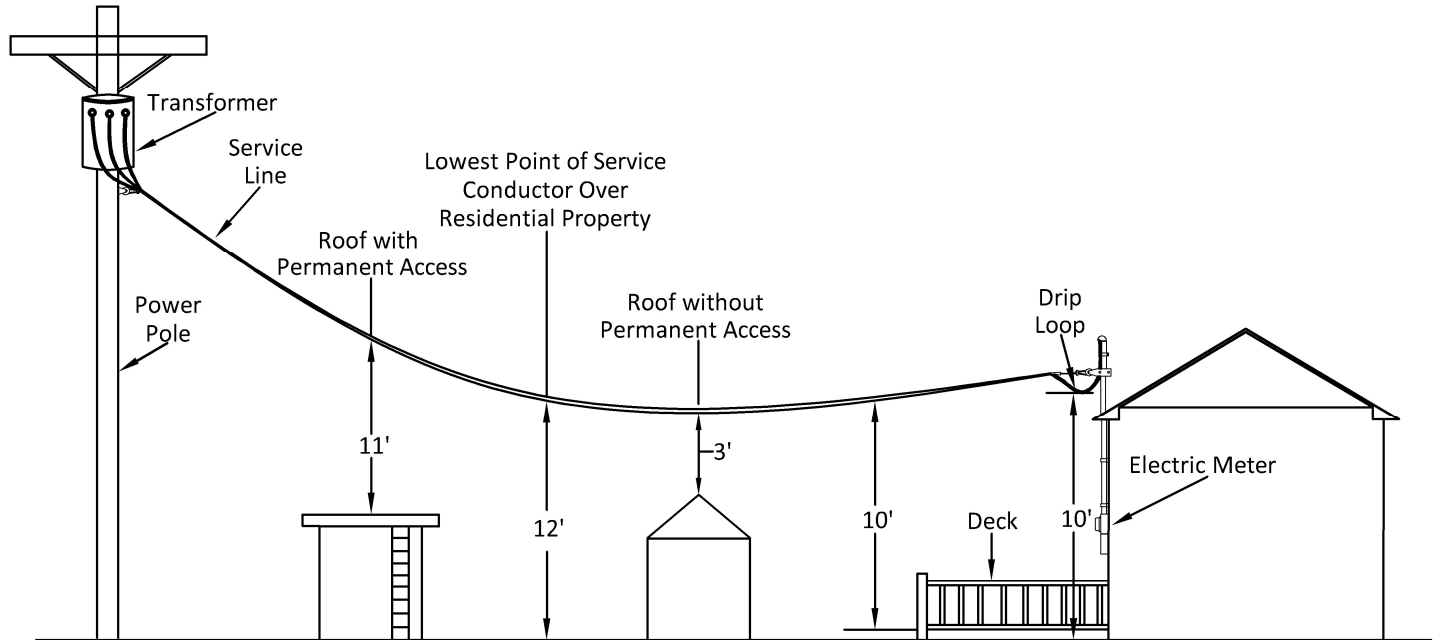 Transformer
Service
Line
Lowest Point of Service
Conductor Over
Residential Property
Roof with
Permanent Access
Power
Pole
Roof without
Permanent Access
Drip
Loop
11'
3'
Electric Meter
12'
10'
Deck
10'